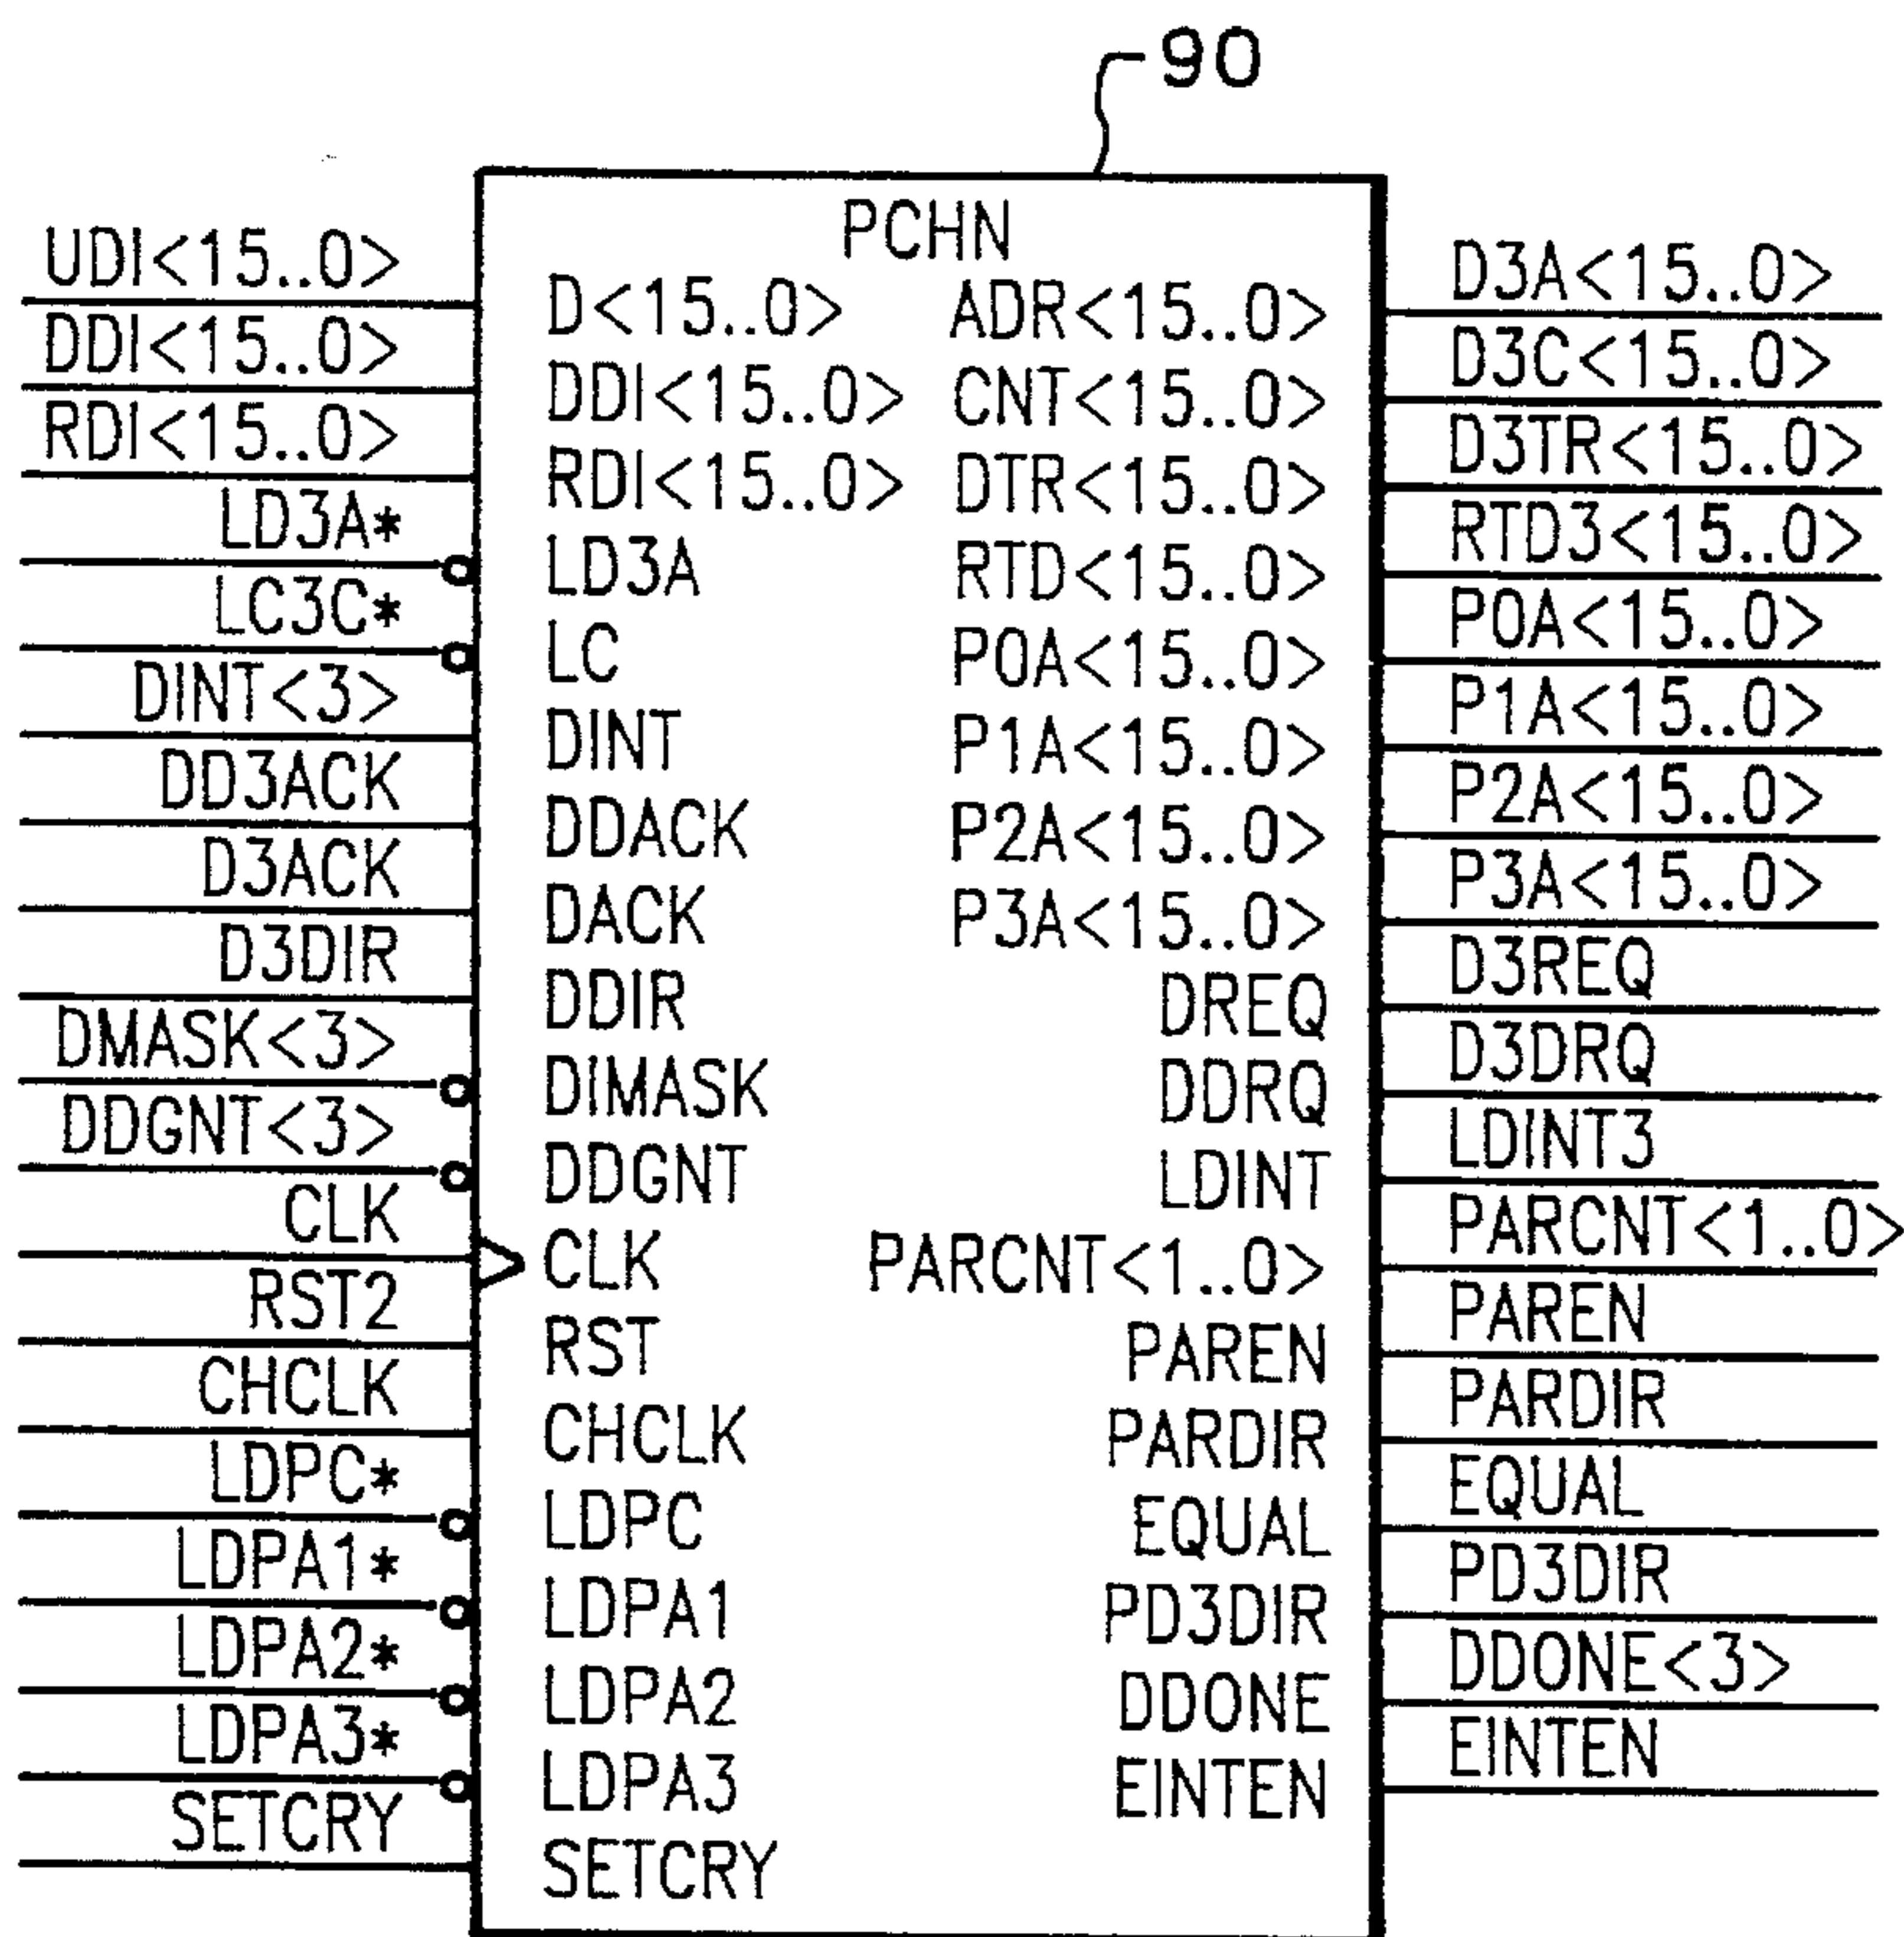 90
PCHN
UDI<15..0>
DDI<15..0>
RDI<15..0>
LD3A*
LC3C*
DINT<3>
DD3ACK
D3ACK
D3DIR
DMASK<3>
DDGNT<3>
CLK
RST2
CHCLK
LDPC*
LDPA1*
LDPA2*
LDPA3*
SETCRY
D<15..0>
DDI<15..0>
RDI<15..0>
LD3A
LC
DINT
DDACK
DACK
DDIR
DIMASK
DDGNT
CLK
RST
CHCLK
LDPC
LDPA1
LDPA2
LDPA3
SETCRY
ADR<15..0>
CNT<15..0>
DTR<15..0>
RTD<15..0>
P0A<15..0>
P1A<15..0>
P2A<15..0>
P3A<15..0>
DREQ
DDRQ
LDINT
PARCNT<1..0>
PAREN
PARDIR
EQUAL
PD3DIR
DDONE
EINTEN
D3A<15..0>
D3C<15..0>
D3TR<15..0>
RTD3<15..0>
P0A<15..0>
P1A<15..0>
P2A<15..0>
P3A<15..0>
D3REQ
D3DRQ
LDINT3
PARCNT<1..0>
PAREN
PARDIR
EQUAL
PD3DIR
DDONE<3>
EINTEN